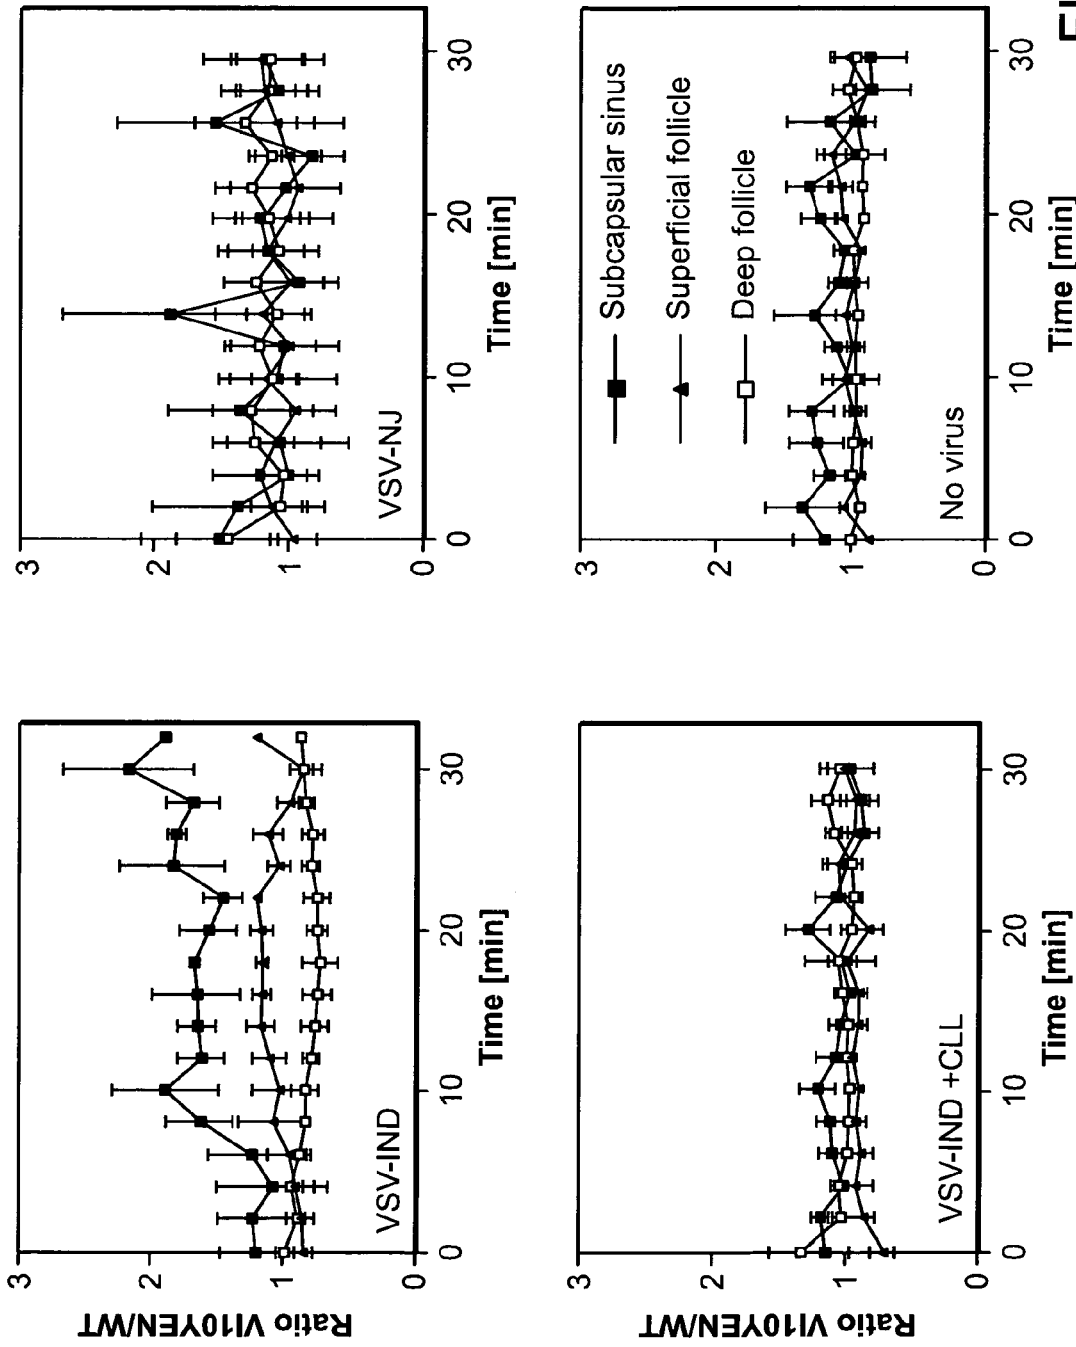 3
2
1
0
Ratio VI10YEN/WT
VSV-IND
0 10 20 30
Time [min]
3
2
1
0
VSV-NJ
0 10 20 30
Time [min]
3
2
1
0
Ratio VI10YEN/WT
VSV-IND +CLL
0 10 20 30
Time [min]
3
2
1
0
Subcapsular sinus
Superficial follicle
Deep follicle
No virus
0 10 20 30
Time [min]